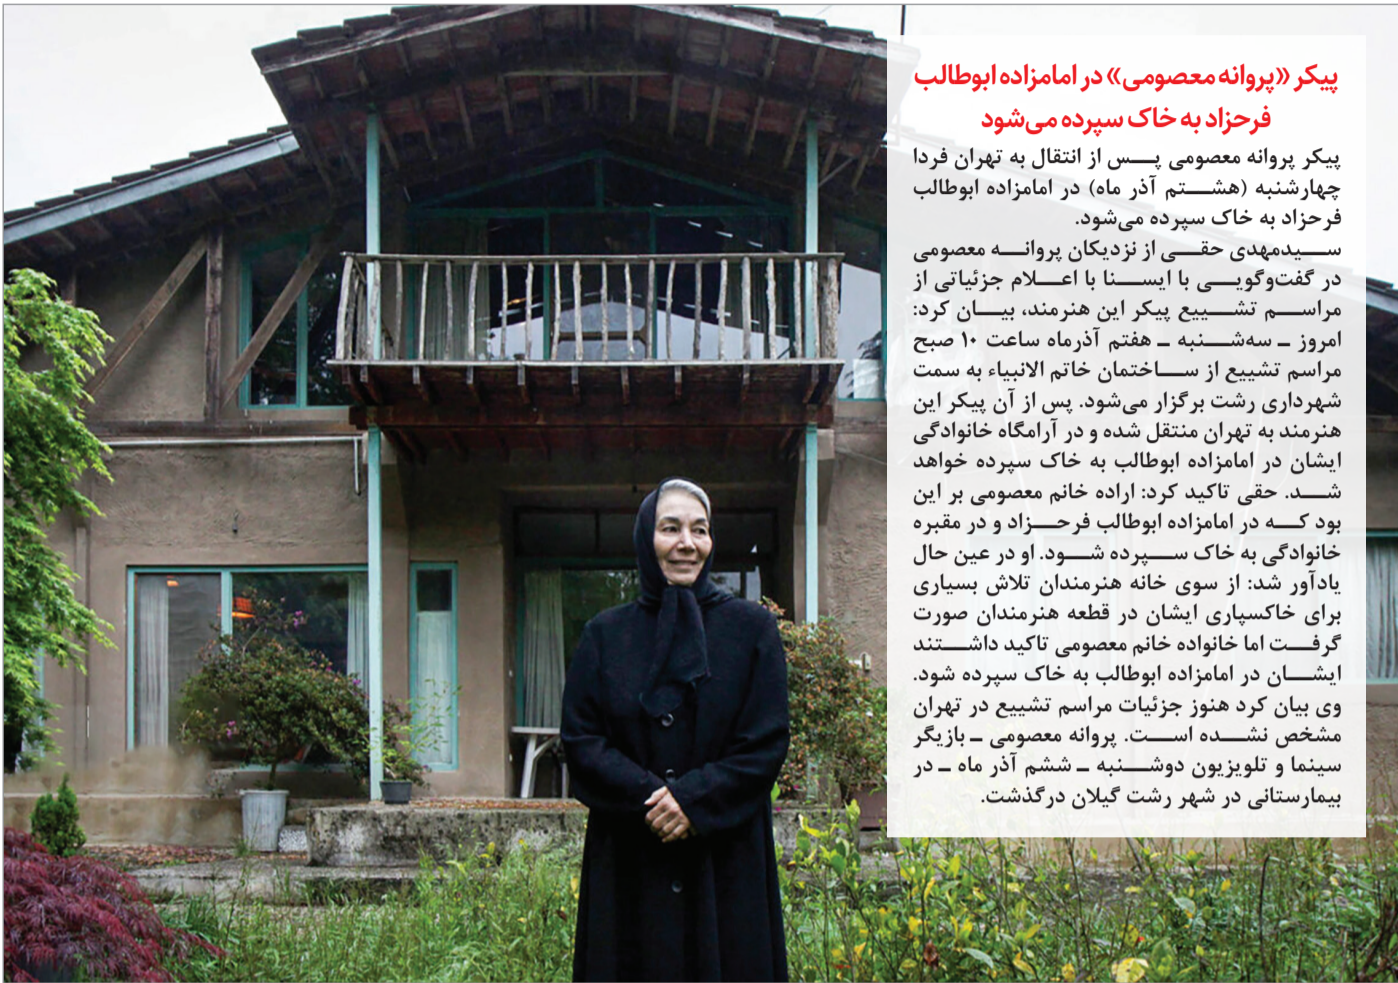 پیکر «پروانه معصومی» در امامزاده ابوطالب
فرحزاد به خاک سپرده می‌شود
پیکر پروانه معصومی پس از انتقال به تهران فردا
چهارشنبه (هشتم آذر ماه) در امامزاده ابوطالب
فرحزاد به خاک سپرده می‌شود.
سیدمهدی حقی از نزدیکان پروانه معصومی
در گفت‌وگویی با ایسنا با اعلام جزئیاتی از
مراسم تشییع پیکر این هنرمند، بیان کرد:
امروز ـ سه‌شنبه ـ هفتم آذرماه ساعت ۱۰ صبح
مراسم تشییع از ساختمان خاتم الانبیاء به سمت
شهرداری رشت برگزار می‌شود. پس از آن پیکر این
هنرمند به تهران منتقل شده و در آرامگاه خانوادگی
ایشان در امامزاده ابوطالب به خاک سپرده خواهد
شد. حقی تاکید کرد: اراده خانم معصومی بر این
بود که در امامزاده ابوطالب فرحزاد و در مقبره
خانوادگی به خاک سپرده شود. او در عین حال
یادآور شد: از سوی خانه هنرمندان تلاش بسیاری
برای خاکسپاری ایشان در قطعه هنرمندان صورت
گرفت اما خانواده خانم معصومی تاکید داشتند
ایشان در امامزاده ابوطالب به خاک سپرده شود.
وی بیان کرد هنوز جزئیات مراسم تشییع در تهران
مشخص نشده است. پروانه معصومی ـ بازیگر
سینما و تلویزیون دوشنبه ـ ششم آذر ماه ـ در
بیمارستانی در شهر رشت گیلان درگذشت.